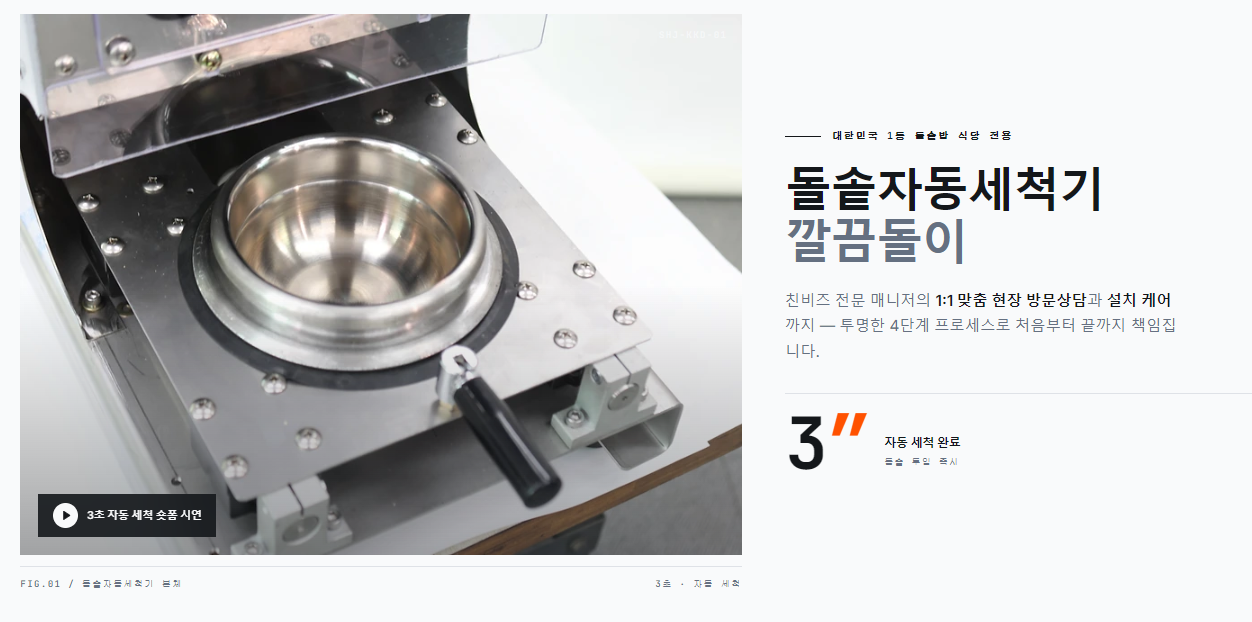 대한민국 1등 돌솥밥 식당 전용
돌솥자동세척기
깔끔돌이
친비즈 전문 매니저의 1:1 맞춤 현장 방문상담과 설치 케어
까지 — 투명한 4단계 프로세스로 처음부터 끝까지 책임집
니다.
3″
자동 세척 완료
돌솥 투입 즉시
3초 자동 세척 숏폼 시연
FIG.01 / 돌솥자동세척기 본체
3초 · 자동 세척